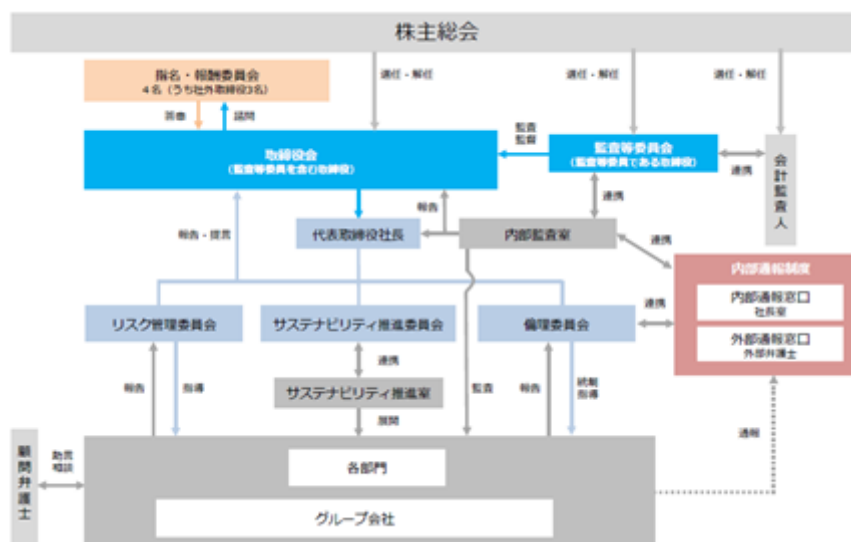 株主総会
指名・報酬委員会
4名（うち社外取締役3名）
選任・解任
選任・解任
選任・解任
答申
諮問
取締役会
（監査等委員を含む取締役）
監査
監督
監査等委員会
（監査等委員である取締役）
連携
会計監査人
連携
報告・提言
報告
代表取締役社長
内部監査室
連携
内部通報制度
内部通報窓口
社長室
外部通報窓口
外部弁護士
リスク管理委員会
サステナビリティ推進委員会
倫理委員会
連携
報告
指導
連携
サステナビリティ推進室
展開
監査
報告
統制
指導
通報
顧問弁護士
助言
相談
各部門
グループ会社